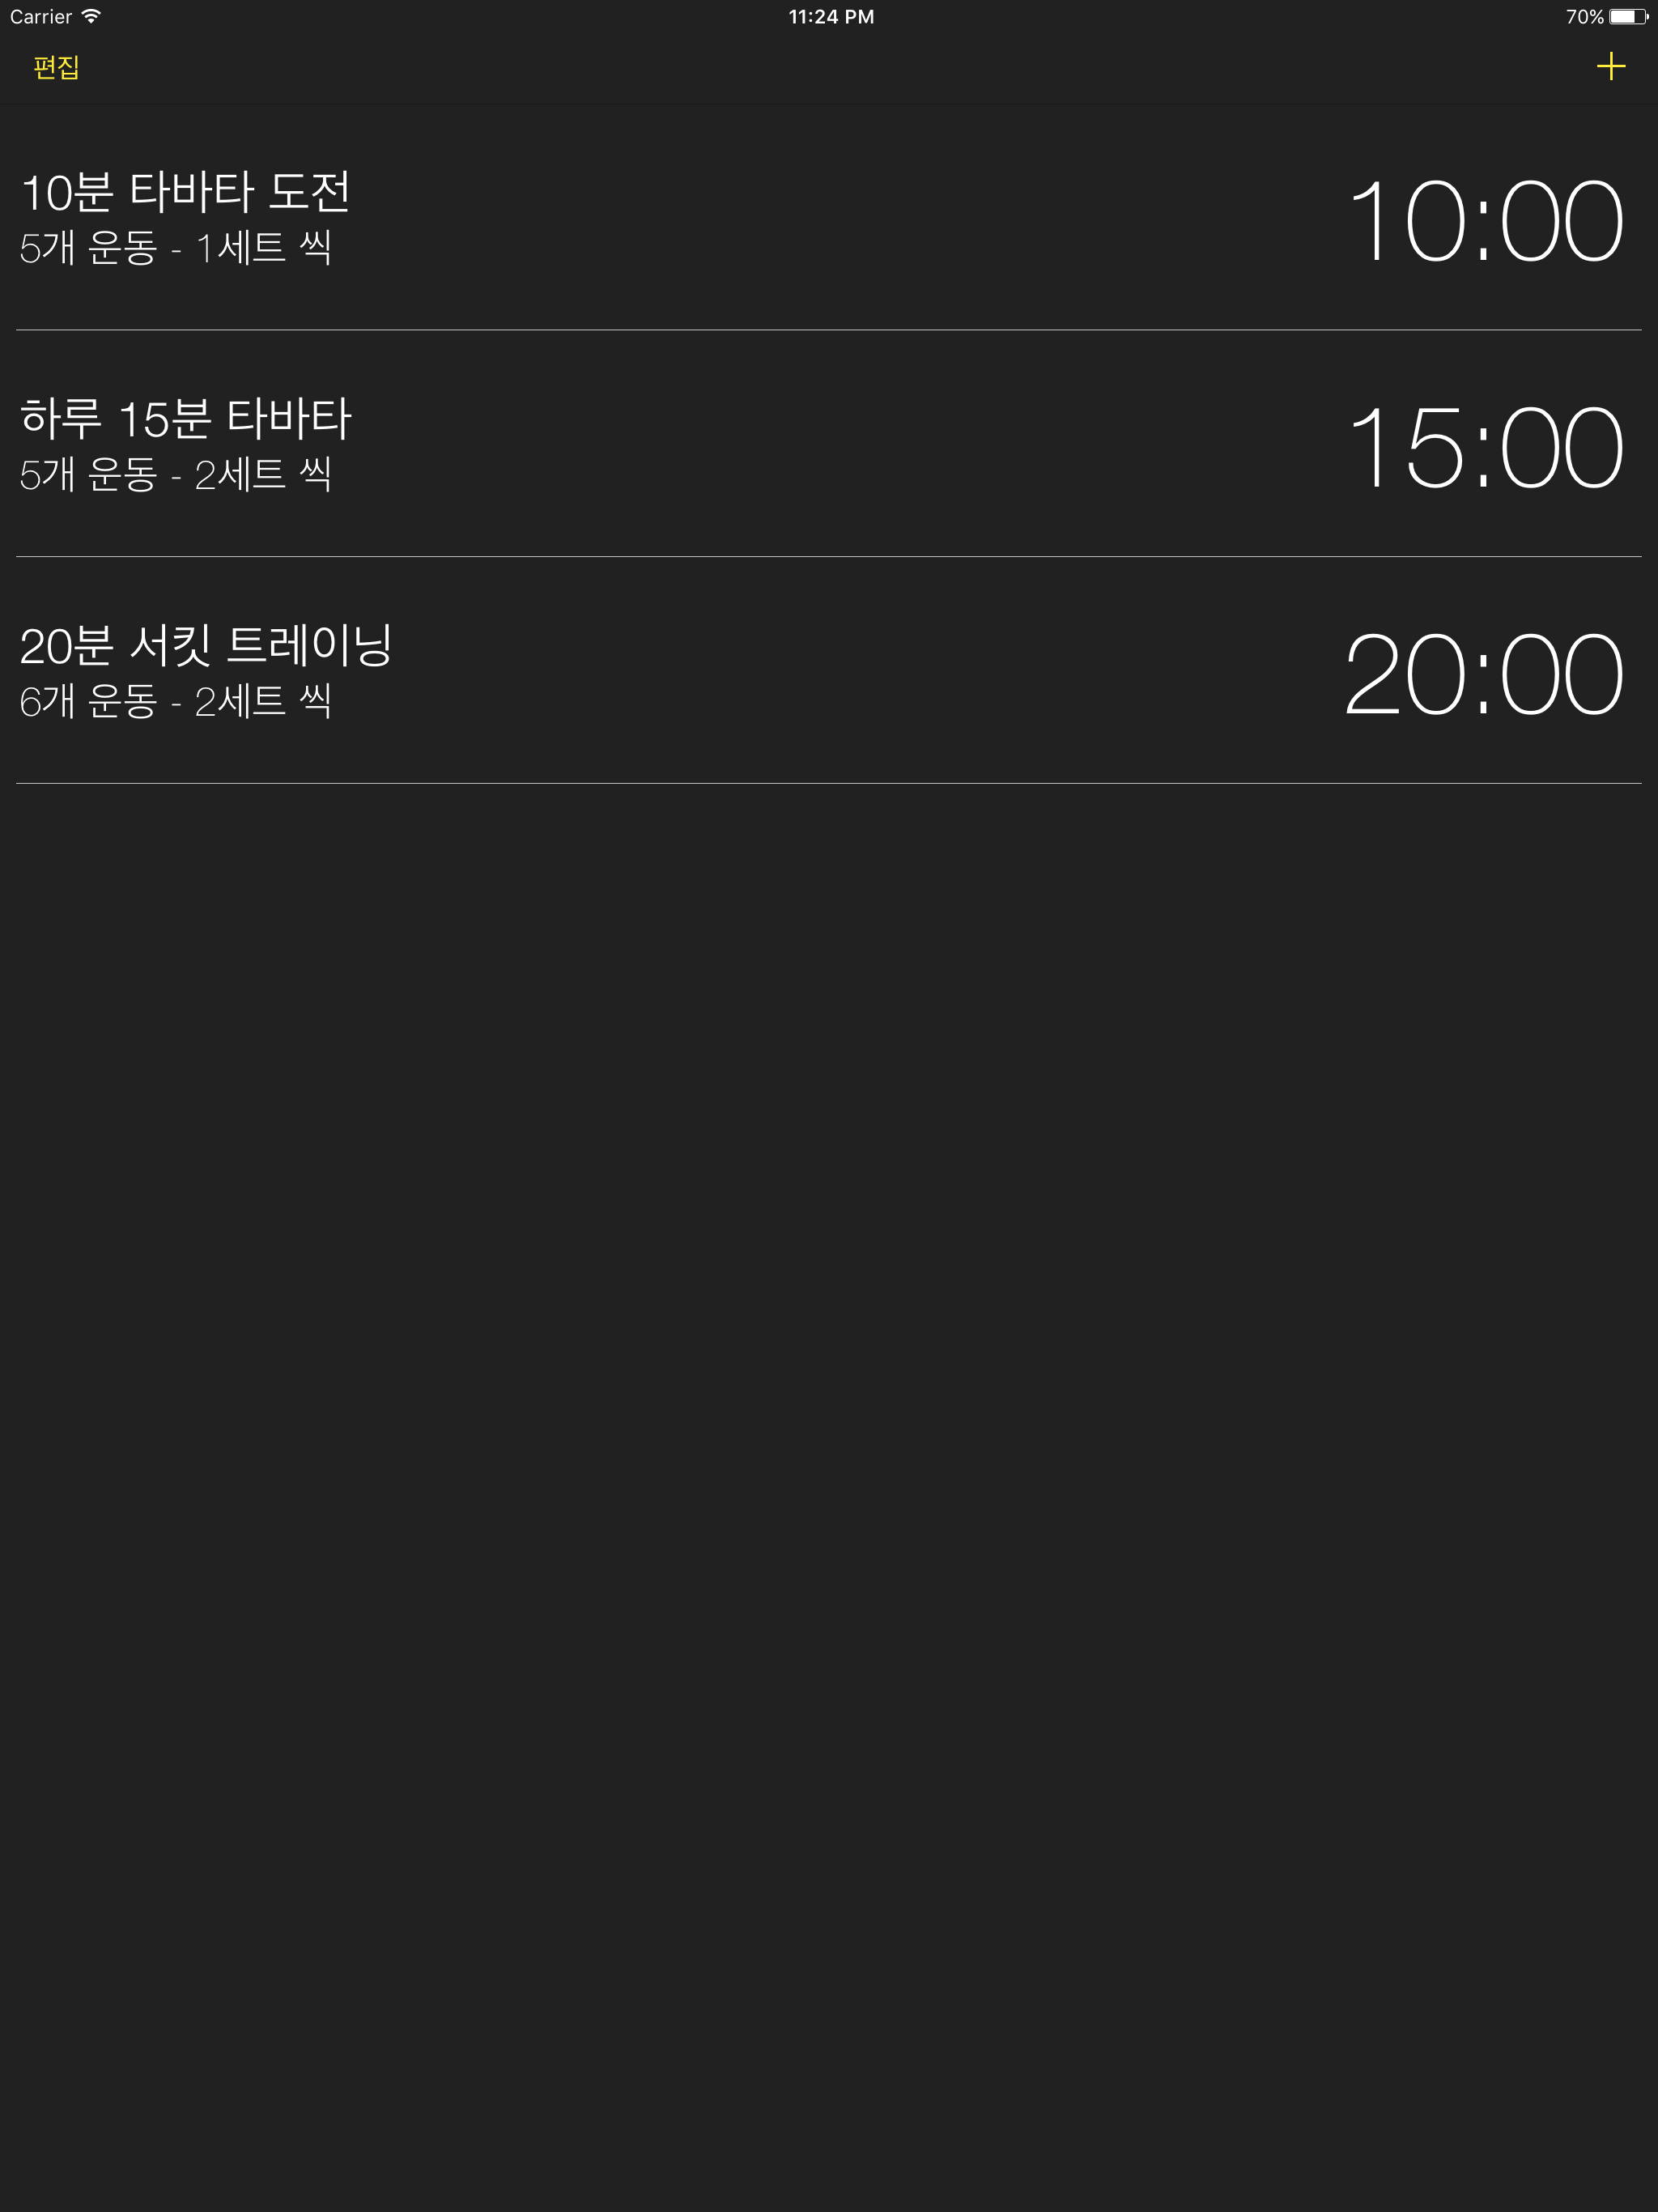 Carrier 11:24 PM 70%
편집 +
10분 타바타 도전
5개 운동 - 1세트 씩
10:00
하루 15분 타바타
5개 운동 - 2세트 씩
15:00
20분 서킷 트레이닝
6개 운동 - 2세트 씩
20:00